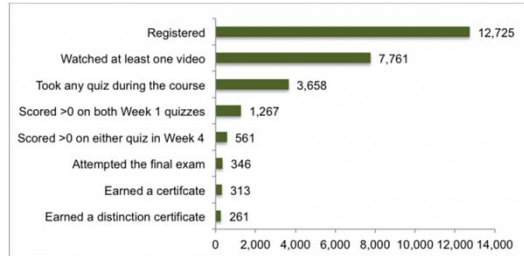 Registered 12,725
Watched at least one video 7,761
Took any quiz during the course 3,658
Scored >0 on both Week 1 quizzes 1,267
Scored >0 on either quiz in Week 4 561
Attempted the final exam 346
Earned a certifcate 313
Earned a distinction certificate 261
0 2,000 4,000 6,000 8,000 10,000 12,000 14,000